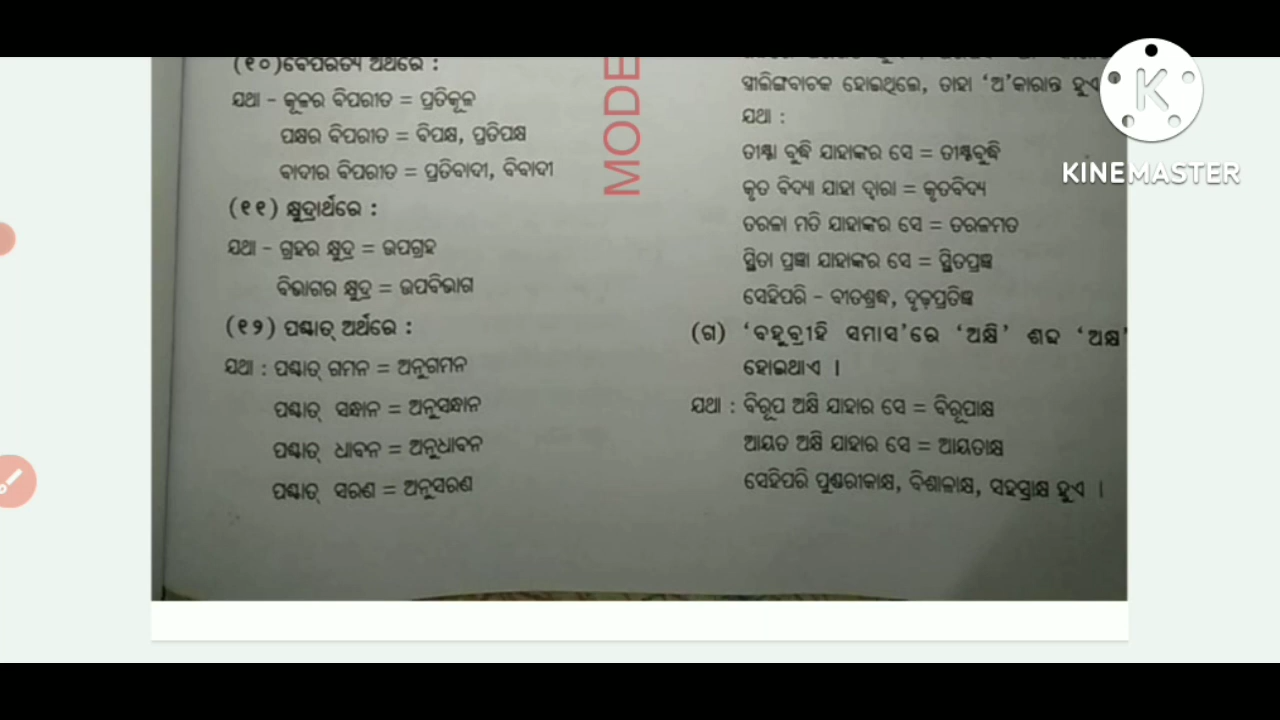 (୧୦)ବୈପରୀତ୍ୟ ଅର୍ଥରେ :
ଯଥା - କୂଳର ବିପରୀତ = ପ୍ରତିକୂଳ
ପକ୍ଷର ବିପରୀତ = ବିପକ୍ଷ, ପ୍ରତିପକ୍ଷ
ବାଦୀର ବିପରୀତ = ପ୍ରତିବାଦୀ, ବିବାଦୀ
(୧୧) କ୍ଷୁଦ୍ରାର୍ଥରେ :
ଯଥା - ଗ୍ରହର କ୍ଷୁଦ୍ର = ଉପଗ୍ରହ
ବିଭାଗର କ୍ଷୁଦ୍ର = ଉପବିଭାଗ
(୧୨) ପଶ୍ଚାତ୍ ଅର୍ଥରେ :
ଯଥା : ପଶ୍ଚାତ୍ ଗମନ = ଅନୁଗମନ
ପଶ୍ଚାତ୍ ସନ୍ଧାନ = ଅନୁସନ୍ଧାନ
ପଶ୍ଚାତ୍ ଧାବନ = ଅନୁଧାବନ
ପଶ୍ଚାତ୍ ସରଣ = ଅନୁସରଣ
MODE
ସ୍ତ୍ରୀଲିଙ୍ଗବାଚକ ହୋଇଥିଲେ, ତାହା ‘ଅ’କାରାନ୍ତ ହୁଏ
ଯଥା :
ତୀକ୍ଷ୍ଣା ବୁଦ୍ଧି ଯାହାଙ୍କର ସେ = ତୀକ୍ଷ୍ଣବୁଦ୍ଧି
କୃତ ବିଦ୍ୟା ଯାହା ଦ୍ୱାରା = କୃତବିଦ୍ୟ
ତରଳା ମତି ଯାହାଙ୍କର ସେ = ତରଳମତ
ସ୍ଥିତା ପ୍ରଜ୍ଞା ଯାହାଙ୍କର ସେ = ସ୍ଥିତପ୍ରଜ୍ଞ
ସେହିପରି - ବୀତଶ୍ରଦ୍ଧ, ଦୃଢ଼ପ୍ରତିଜ୍ଞ
(ଗ) ‘ବହୁବ୍ରୀହି ସମାସ’ରେ ‘ଅକ୍ଷି’ ଶବ୍ଦ ‘ଅକ୍ଷ’
ହୋଇଥାଏ ।
ଯଥା : ବିରୂପ ଅକ୍ଷି ଯାହାର ସେ = ବିରୂପାକ୍ଷ
ଆୟତ ଅକ୍ଷି ଯାହାର ସେ = ଆୟତାକ୍ଷ
ସେହିପରି ପୁଣ୍ଡରୀକାକ୍ଷ, ବିଶାଳାକ୍ଷ, ସହସ୍ରାକ୍ଷ ହୁଏ ।
KINEMASTER